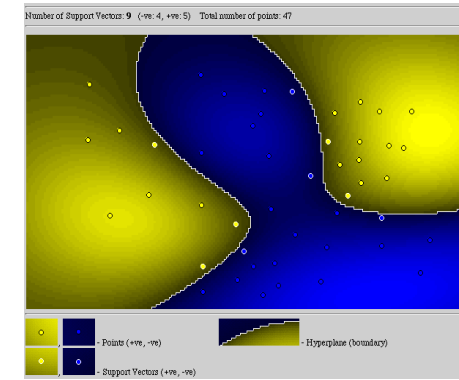 Number of Support Vectors: 9 (-ve: 4, +ve: 5) Total number of points: 47
, - Points (+ve, -ve)
- Hyperplane (boundary)
, - Support Vectors (+ve, -ve)